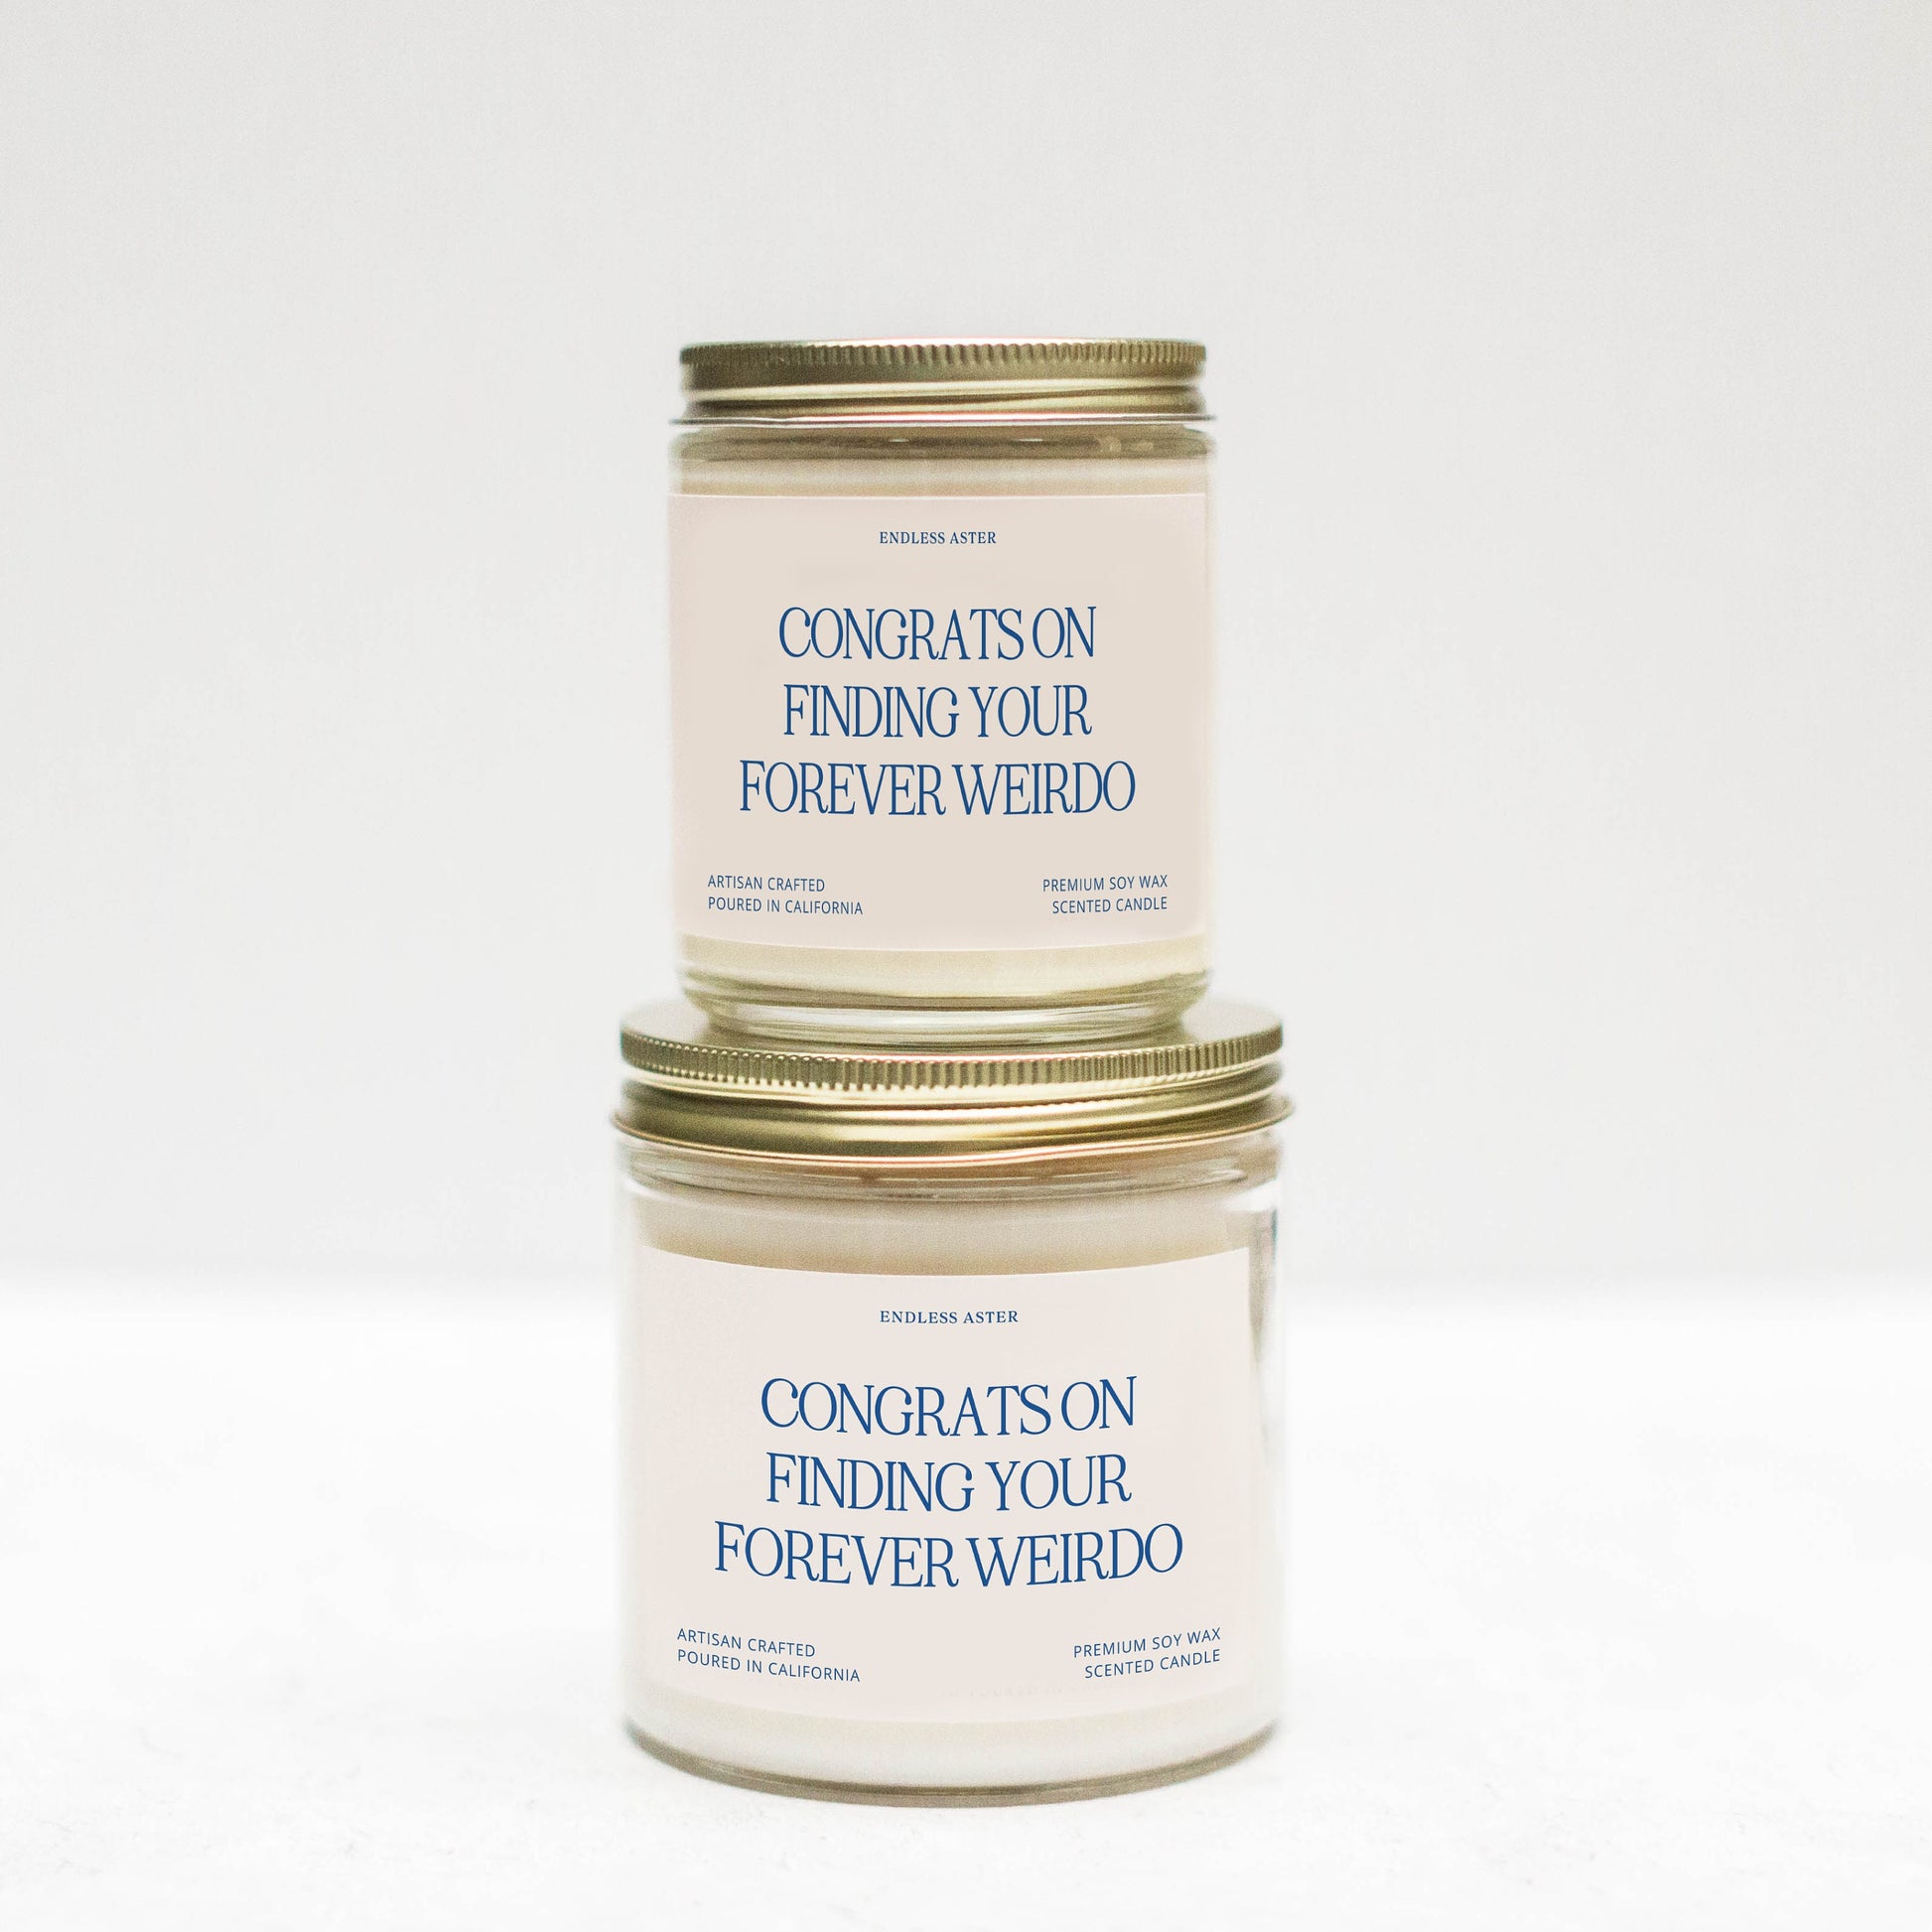 ENDLESS ASTER
CONGRATS ON
FINDING YOUR
FOREVER WEIRDO
ARTISAN CRAFTED
POURED IN CALIFORNIA
PREMIUM SOY WAX
SCENTED CANDLE
ENDLESS ASTER
CONGRATS ON
FINDING YOUR
FOREVER WEIRDO
ARTISAN CRAFTED
POURED IN CALIFORNIA
PREMIUM SOY WAX
SCENTED CANDLE